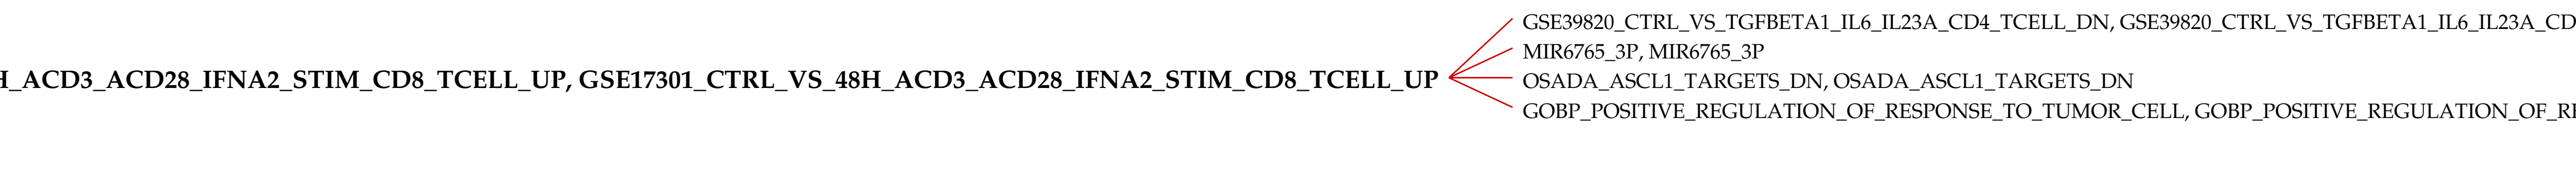 GSE39820_CTRL_VS_TGFBETA1_IL6_IL23A_CD4_TCELL_DN, GSE39820_CTRL_VS_TGFBETA1_IL6_IL23A_CD
MIR6765_3P, MIR6765_3P
H_ACD3_ACD28_IFNA2_STIM_CD8_TCELL_UP, GSE17301_CTRL_VS_48H_ACD3_ACD28_IFNA2_STIM_CD8_TCELL_UP
OSADA_ASCL1_TARGETS_DN, OSADA_ASCL1_TARGETS_DN
GOBP_POSITIVE_REGULATION_OF_RESPONSE_TO_TUMOR_CELL, GOBP_POSITIVE_REGULATION_OF_RE